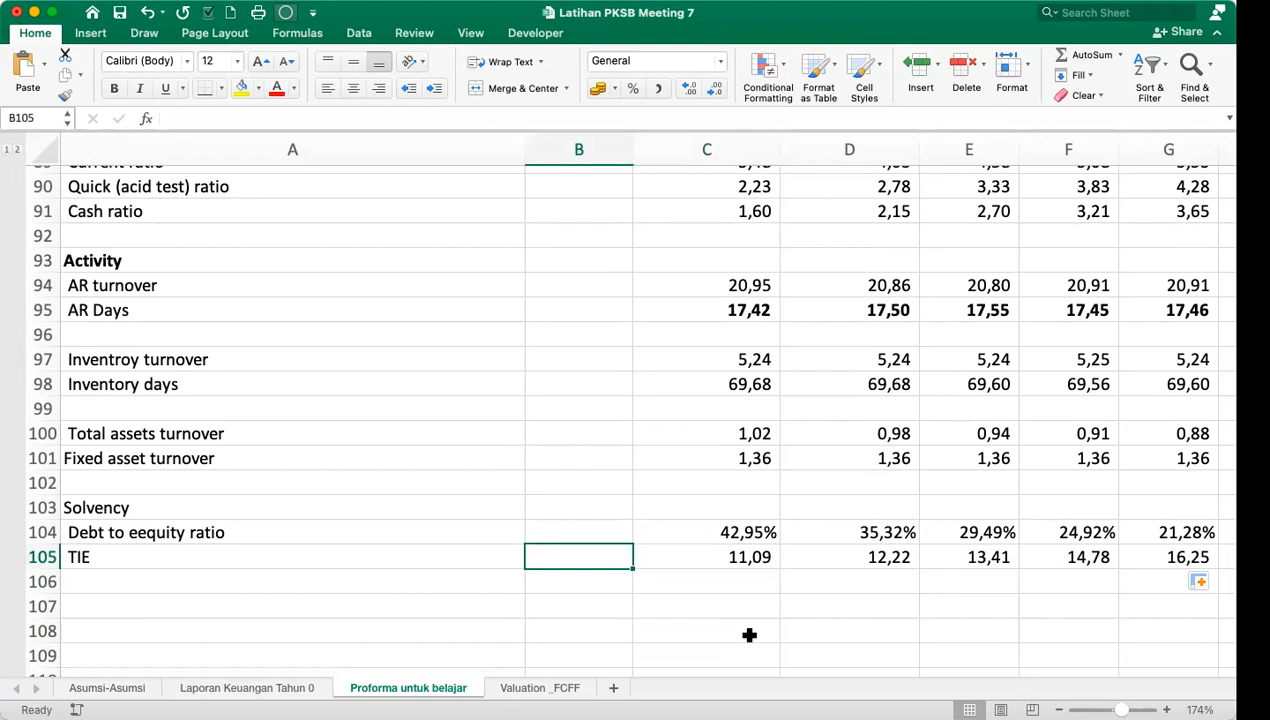 Latihan PKSB Meeting 7
Search Sheet
Home Insert Draw Page Layout Formulas Data Review View Developer
Share
Paste
Calibri (Body) 12
B I U
Wrap Text
Merge & Center
General
Conditional Formatting
Format as Table
Cell Styles
Insert
Delete
Format
AutoSum
Fill
Clear
Sort & Filter
Find & Select
B105 fx
1 2 A B C D E F G
90 Quick (acid test) ratio 2,23 2,78 3,33 3,83 4,28
91 Cash ratio 1,60 2,15 2,70 3,21 3,65
92
93 Activity
94 AR turnover 20,95 20,86 20,80 20,91 20,91
95 AR Days 17,42 17,50 17,55 17,45 17,46
96
97 Inventroy turnover 5,24 5,24 5,24 5,25 5,24
98 Inventory days 69,68 69,68 69,60 69,56 69,60
99
100 Total assets turnover 1,02 0,98 0,94 0,91 0,88
101 Fixed asset turnover 1,36 1,36 1,36 1,36 1,36
102
103 Solvency
104 Debt to eequity ratio 42,95% 35,32% 29,49% 24,92% 21,28%
105 TIE 11,09 12,22 13,41 14,78 16,25
106
107
108
109
Asumsi-Asumsi Laporan Keuangan Tahun 0 Proforma untuk belajar Valuation _FCFF
Ready 174%